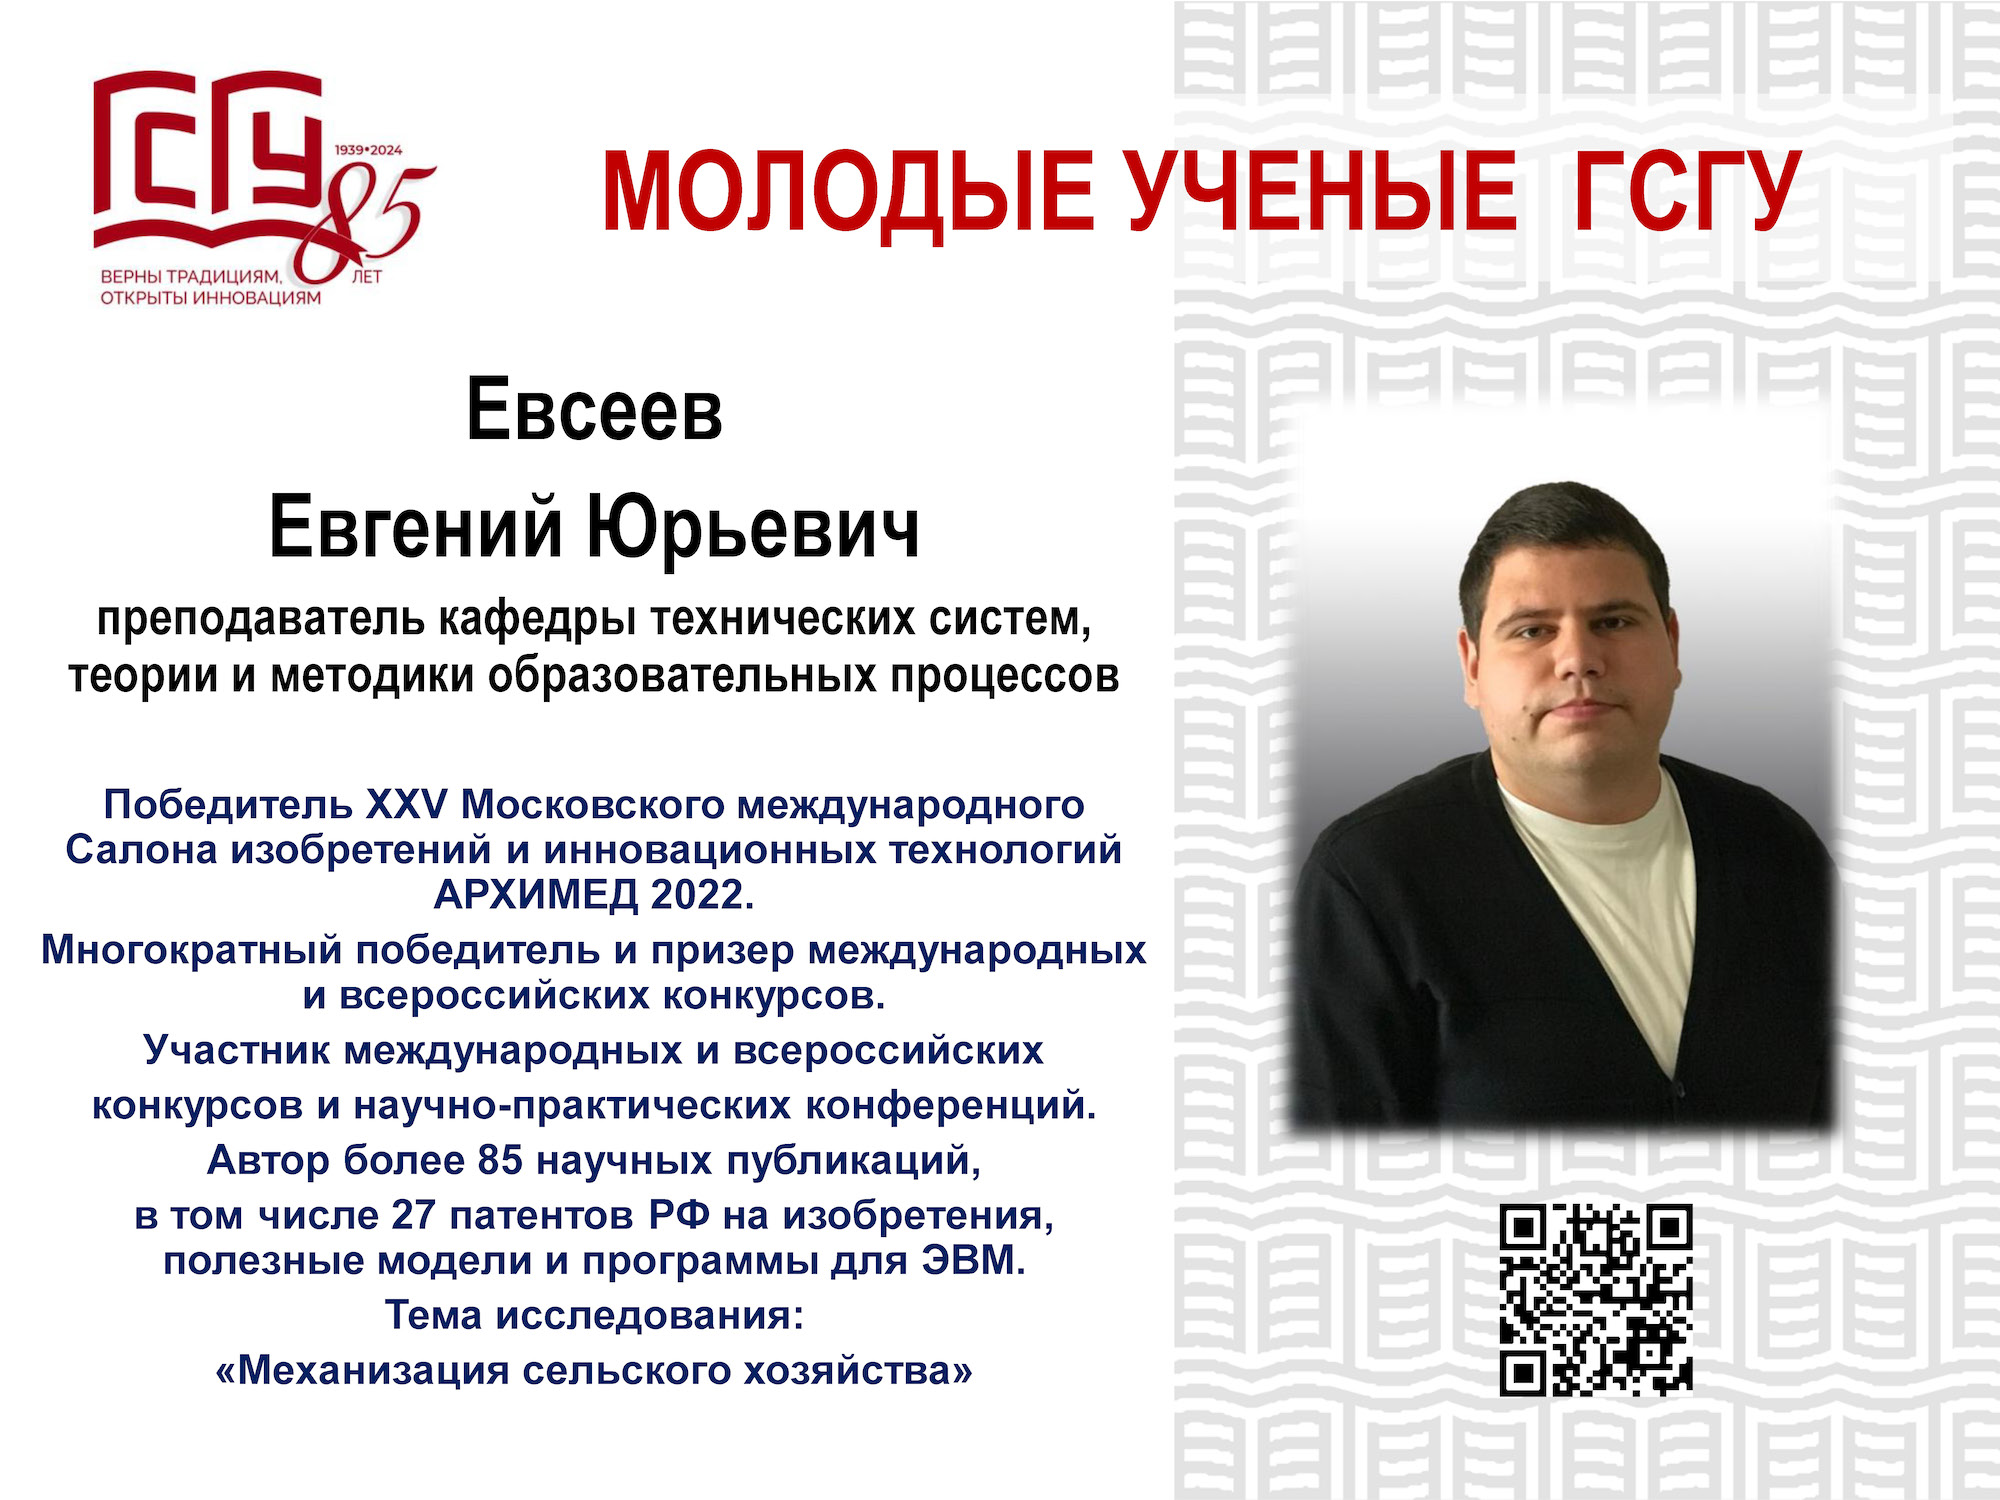 ГСГУ
1939•2024
85
ВЕРНЫ ТРАДИЦИЯМ, ЛЕТ
ОТКРЫТЫ ИННОВАЦИЯМ
МОЛОДЫЕ УЧЕНЫЕ ГСГУ
Евсеев
Евгений Юрьевич
преподаватель кафедры технических систем,
теории и методики образовательных процессов
Победитель XXV Московского международного
Салона изобретений и инновационных технологий
АРХИМЕД 2022.
Многократный победитель и призер международных
и всероссийских конкурсов.
Участник международных и всероссийских
конкурсов и научно-практических конференций.
Автор более 85 научных публикаций,
в том числе 27 патентов РФ на изобретения,
полезные модели и программы для ЭВМ.
Тема исследования:
«Механизация сельского хозяйства»